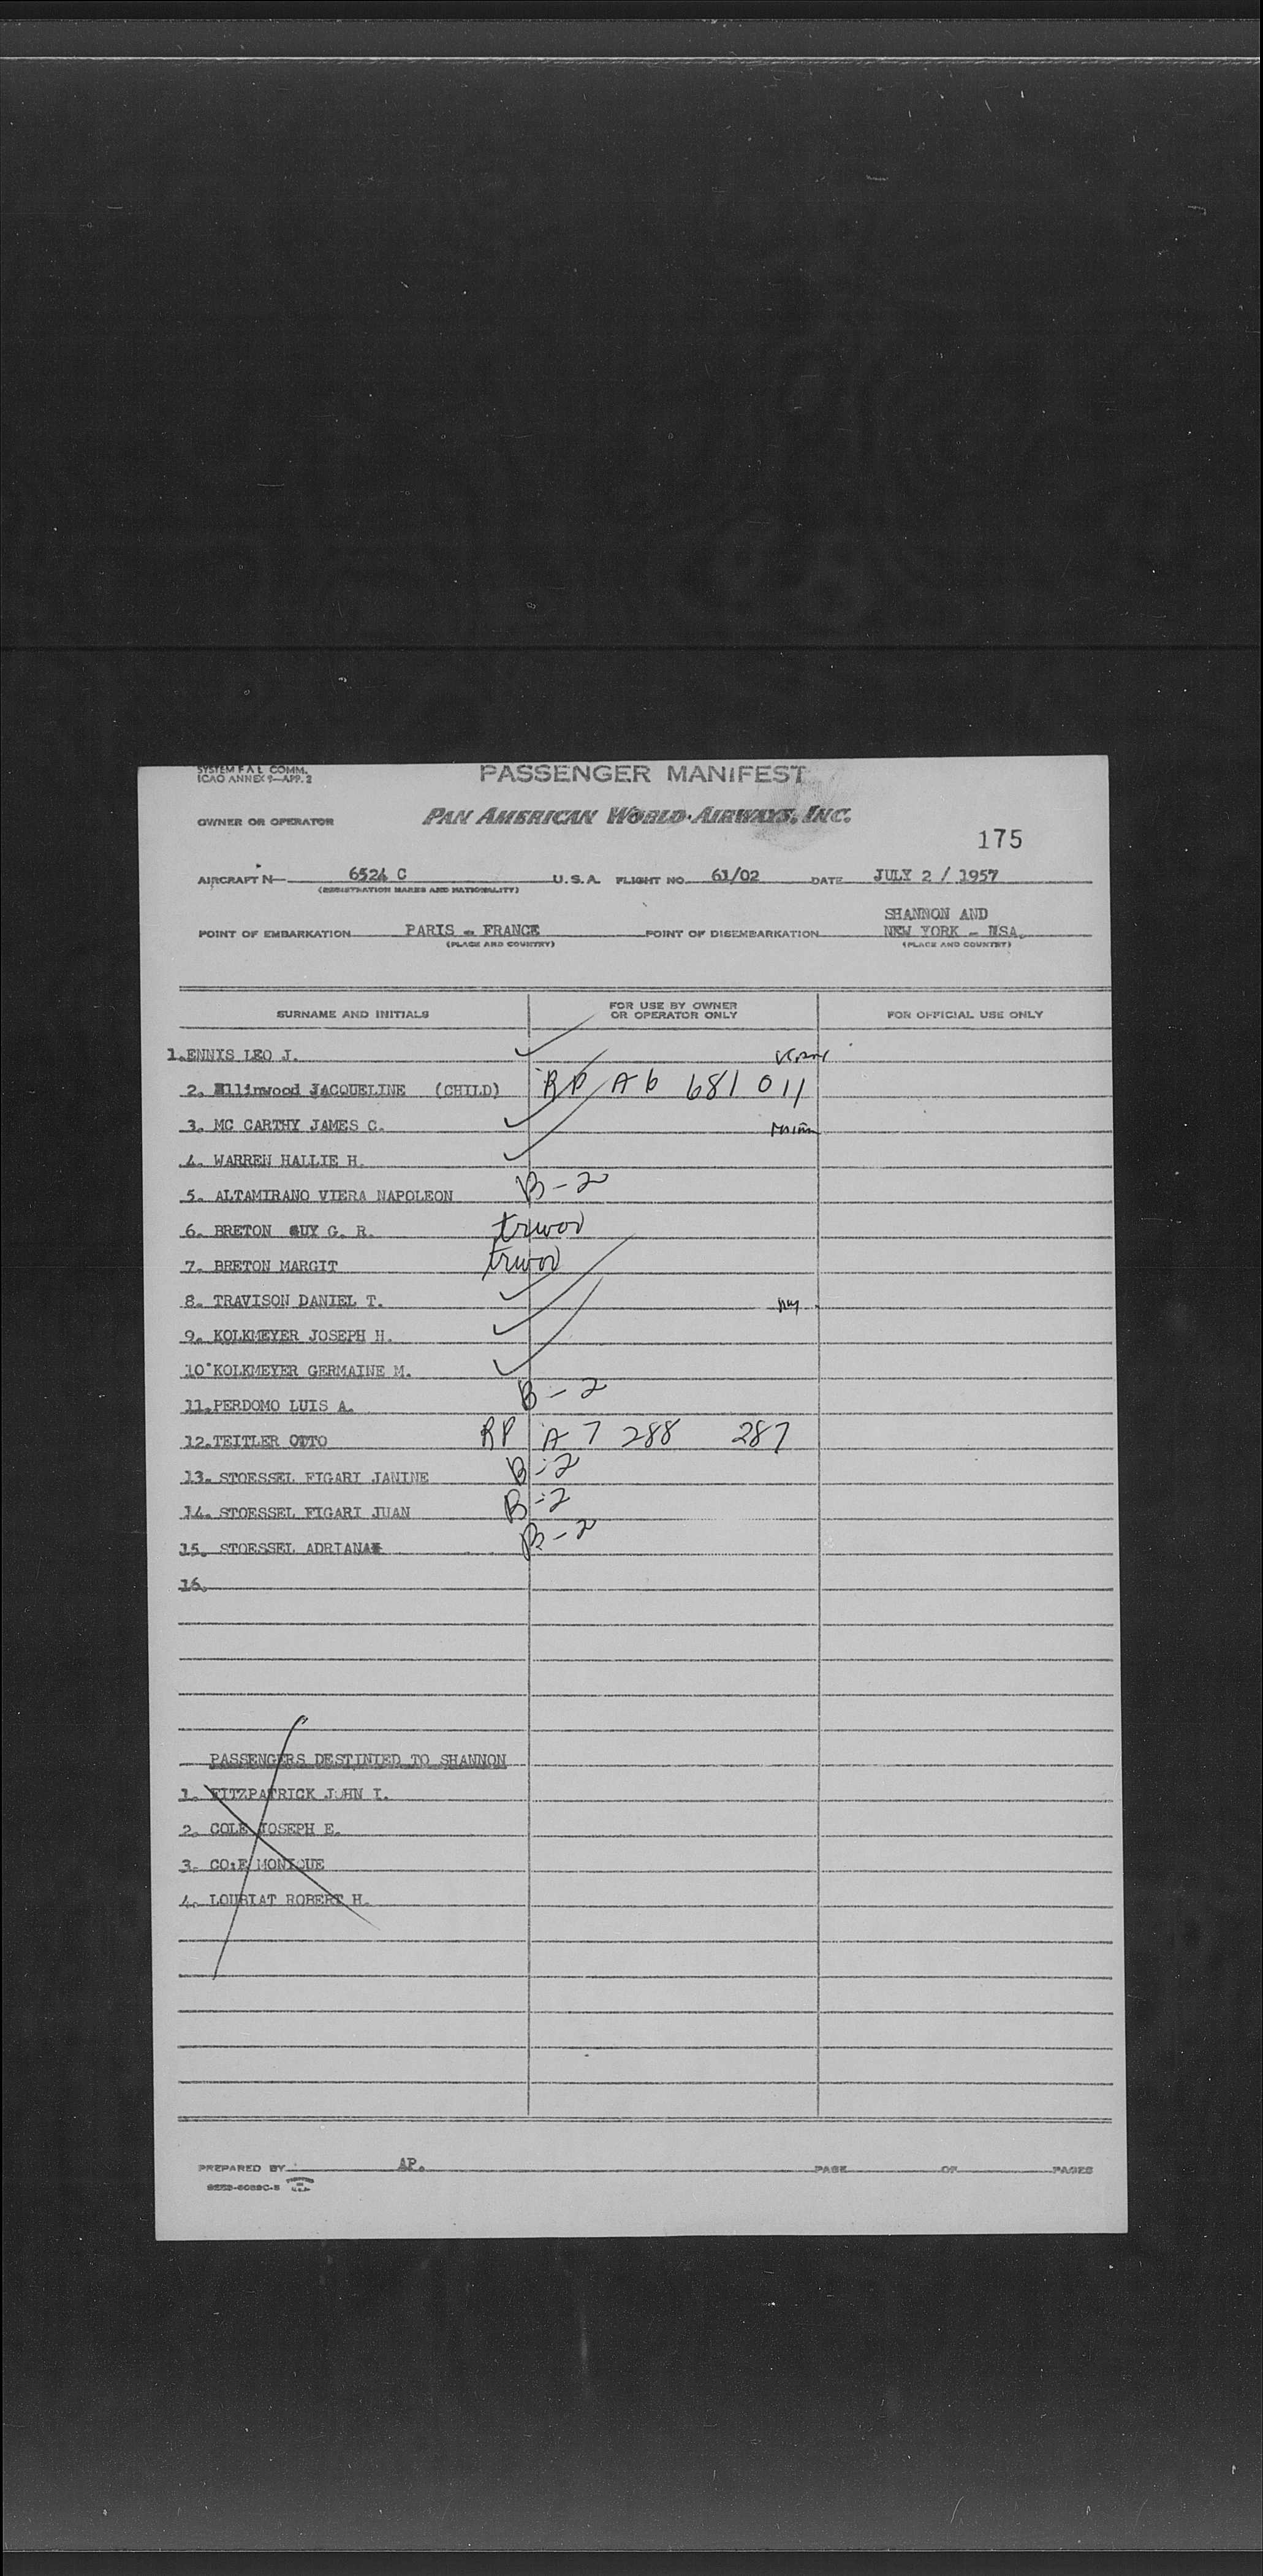 SYSTEM F A L COMM.
ICAO ANNEX 9—APP. 2
PASSENGER MANIFEST
OWNER OR OPERATOR PAN AMERICAN WORLD AIRWAYS, INC.
175
AIRCRAFT N— 6524 C U.S.A. FLIGHT NO. 61/02 DATE JULY 2 / 1957
(REGISTRATION MARKS AND NATIONALITY)
SHANNON AND
POINT OF EMBARKATION PARIS - FRANCE POINT OF DISEMBARKATION NEW YORK - USA.
(PLACE AND COUNTRY) (PLACE AND COUNTRY)
SURNAME AND INITIALS FOR USE BY OWNER OR OPERATOR ONLY FOR OFFICIAL USE ONLY
1. ENNIS LEO J.
2. Ellinwood JACQUELINE (CHILD) RP A6 681 011
3. MC CARTHY JAMES C.
4. WARREN HALLIE H.
5. ALTAMIRANO VIERA NAPOLEON B-2
6. BRETON GUY G. R. trwov
7. BRETON MARGIT trwov
8. TRAVISON DANIEL T.
9. KOLKMEYER JOSEPH H.
10 KOLKMEYER GERMAINE M.
11. PERDOMO LUIS A. B-2
12. TEITLER OTTO RP A7 288 287
13. STOESSEL FIGARI JANINE B-2
14. STOESSEL FIGARI JUAN B-2
15. STOESSEL ADRIANA B-2
16.
PASSENGERS DESTINIED TO SHANNON
1. FITZPATRICK JOHN I.
2. COLE JOSEPH E.
3. CO:E MONIQUE
4. LOURIAT ROBERT H.
PREPARED BY AP. PAGE OF PAGES